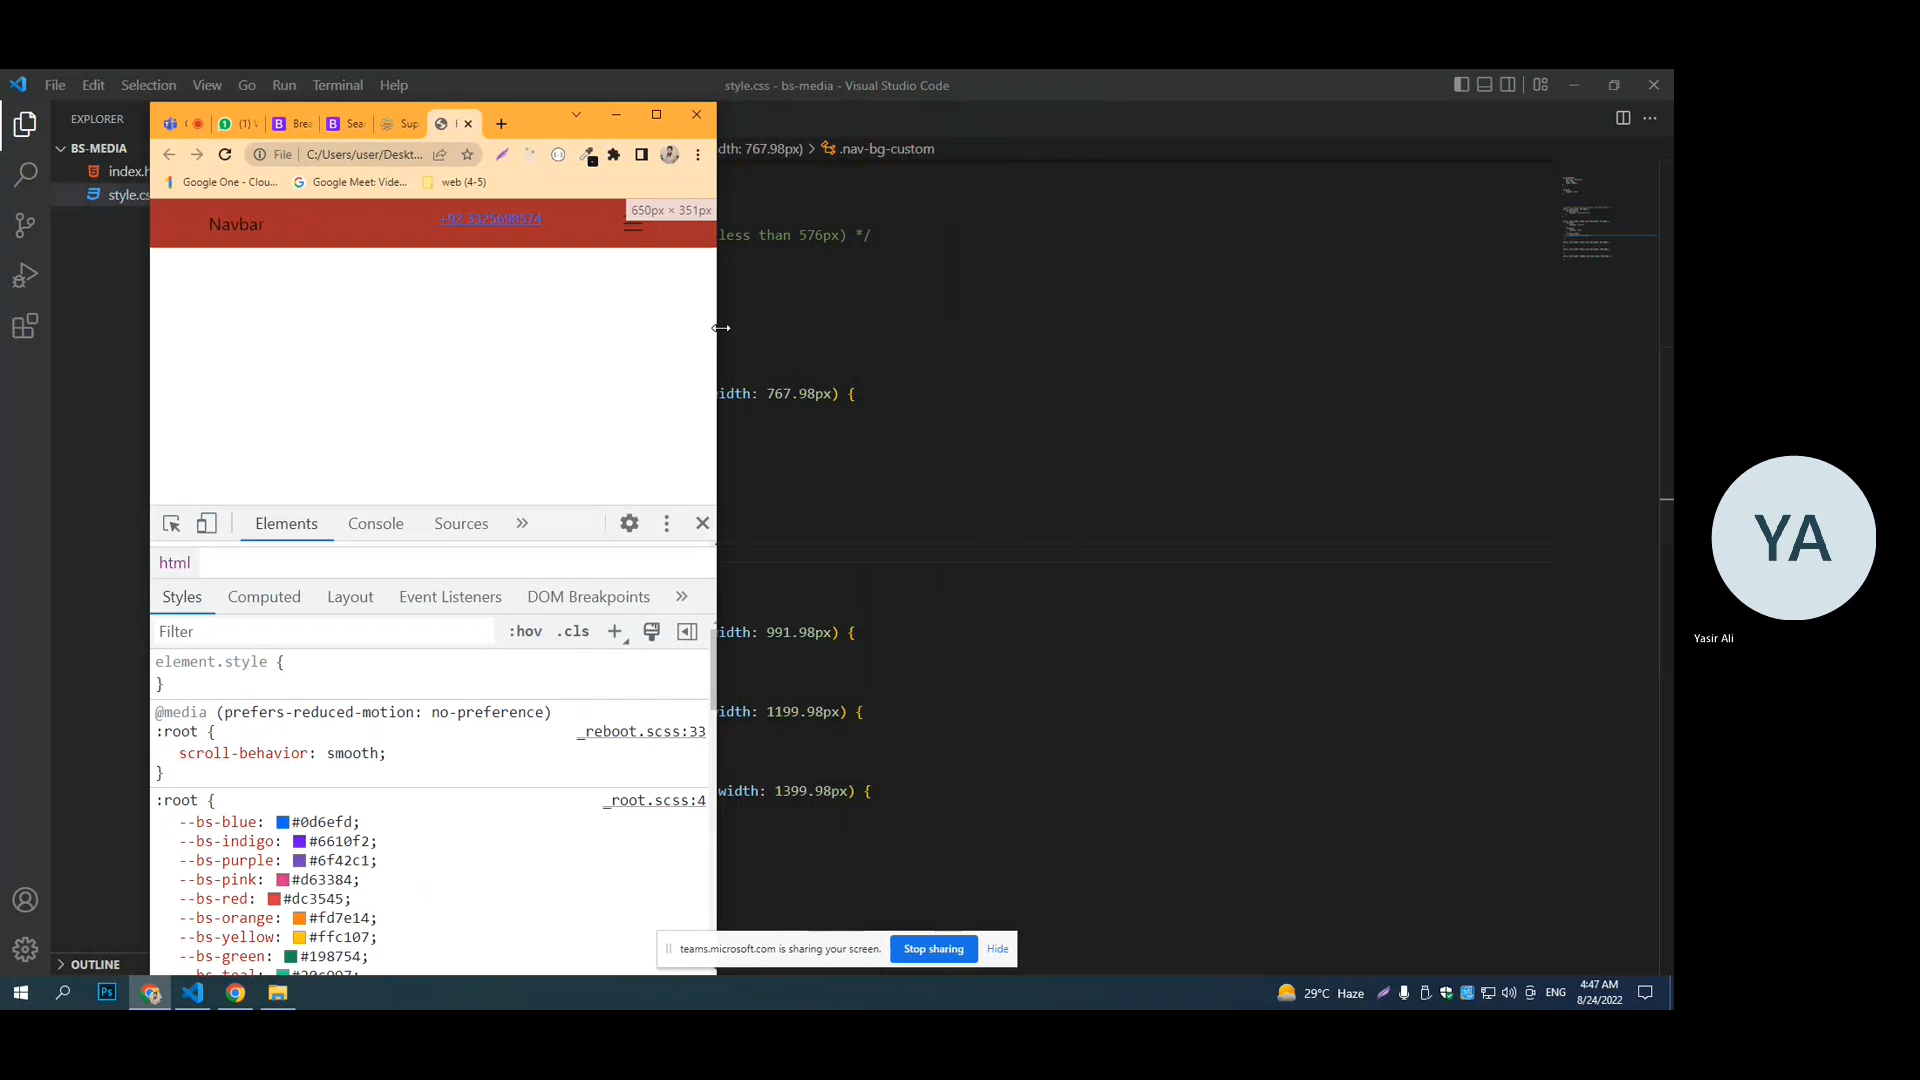 File Edit Selection View Go Run Terminal Help
style.css - bs-media - Visual Studio Code
EXPLORER
BS-MEDIA
index.h
style.cs
OUTLINE
(1)
Brea
Sea
Sup
File C:/Users/user/Deskt...
Google One - Clou...
Google Meet: Vide...
web (4-5)
Navbar
+92 3325698574
650px × 351px
Elements Console Sources
html
Styles Computed Layout Event Listeners DOM Breakpoints
Filter
:hov .cls
element.style {
}
@media (prefers-reduced-motion: no-preference)
:root {
_reboot.scss:33
scroll-behavior: smooth;
}
:root {
_root.scss:4
--bs-blue: #0d6efd;
--bs-indigo: #6610f2;
--bs-purple: #6f42c1;
--bs-pink: #d63384;
--bs-red: #dc3545;
--bs-orange: #fd7e14;
--bs-yellow: #ffc107;
--bs-green: #198754;
dth: 767.98px) > .nav-bg-custom
less than 576px) */
idth: 767.98px) {
idth: 991.98px) {
idth: 1199.98px) {
width: 1399.98px) {
teams.microsoft.com is sharing your screen.
Stop sharing
Hide
Ps
29°C Haze
ENG
4:47 AM
8/24/2022
YA
Yasir Ali